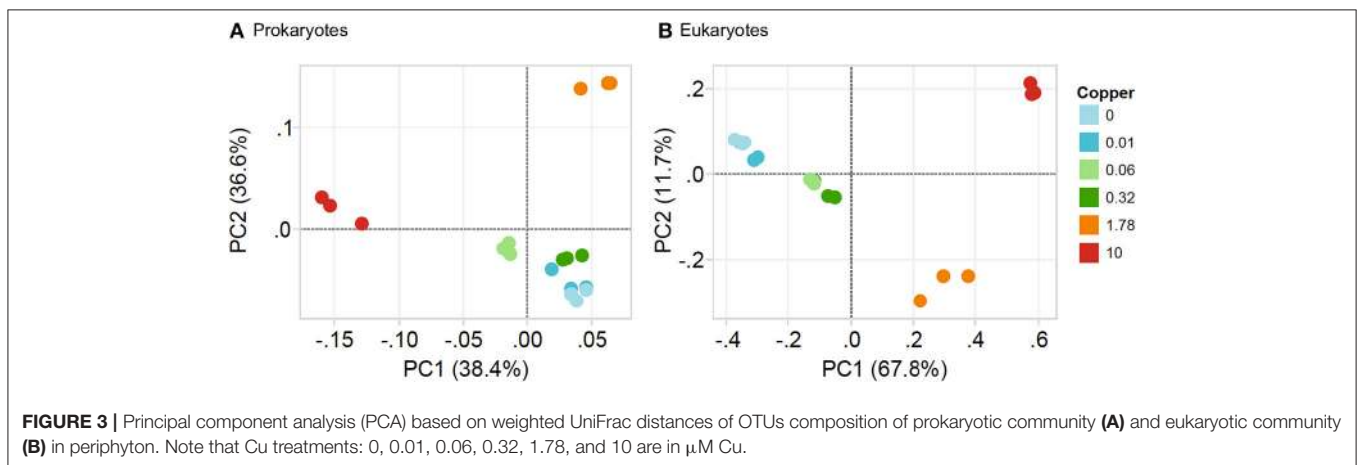 A Prokaryotes
PC2 (36.6%)
.1
.0
-.15 -.10 -.05 .00 .05
PC1 (38.4%)
B Eukaryotes
PC2 (11.7%)
.2
.0
-.2
-.4 -.2 .0 .2 .4 .6
PC1 (67.8%)
Copper
0
0.01
0.06
0.32
1.78
10
FIGURE 3 | Principal component analysis (PCA) based on weighted UniFrac distances of OTUs composition of prokaryotic community (A) and eukaryotic community
(B) in periphyton. Note that Cu treatments: 0, 0.01, 0.06, 0.32, 1.78, and 10 are in μM Cu.